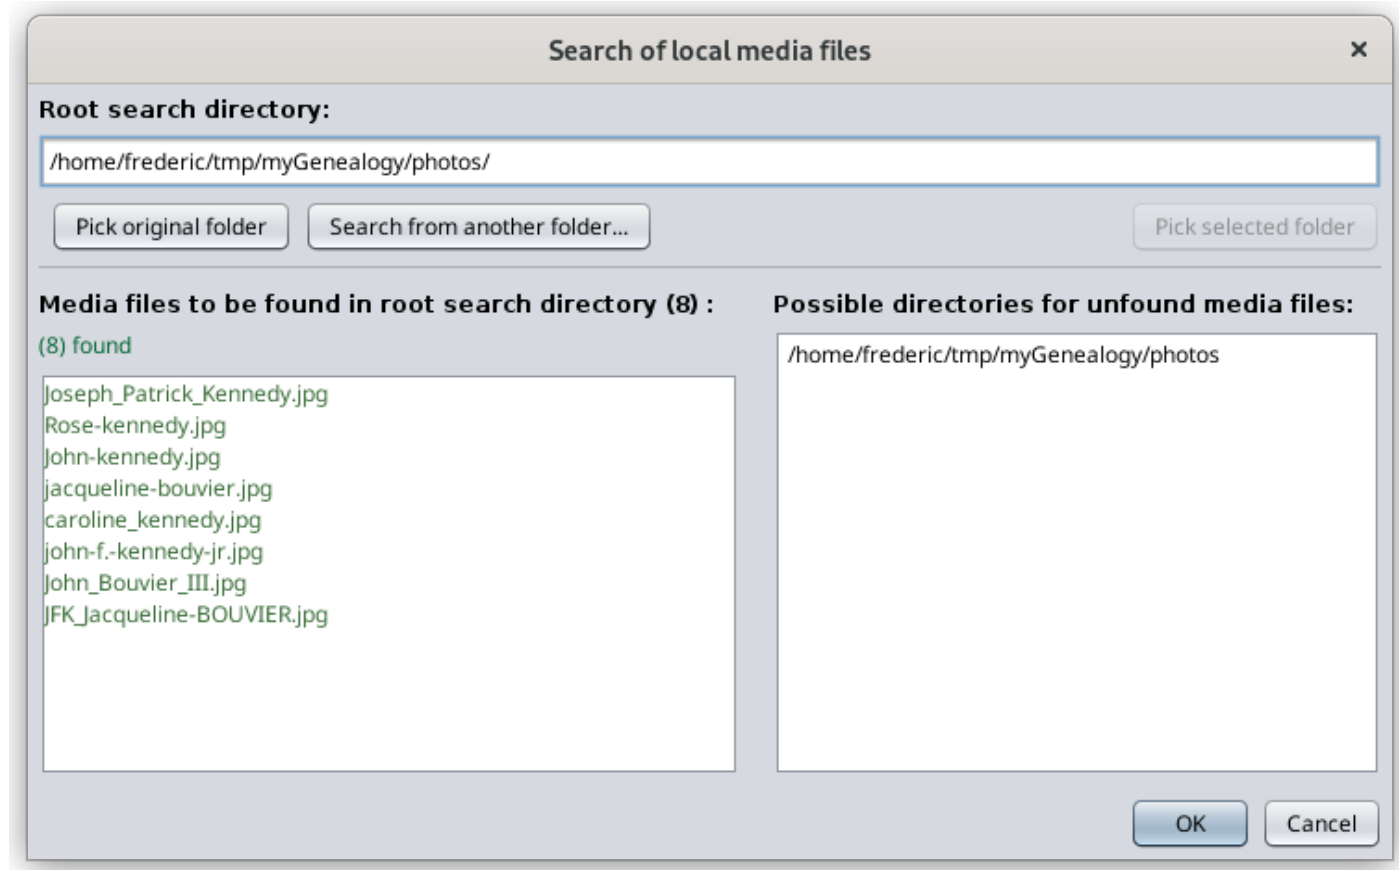 Search of local media files
×
Root search directory:
/home/frederic/tmp/myGenealogy/photos/
Pick original folder
Search from another folder...
Pick selected folder
Media files to be found in root search directory (8) :
(8) found
Joseph_Patrick_Kennedy.jpg
Rose-kennedy.jpg
John-kennedy.jpg
jacqueline-bouvier.jpg
caroline_kennedy.jpg
john-f.-kennedy-jr.jpg
John_Bouvier_III.jpg
JFK_Jacqueline-BOUVIER.jpg
Possible directories for unfound media files:
/home/frederic/tmp/myGenealogy/photos
OK
Cancel